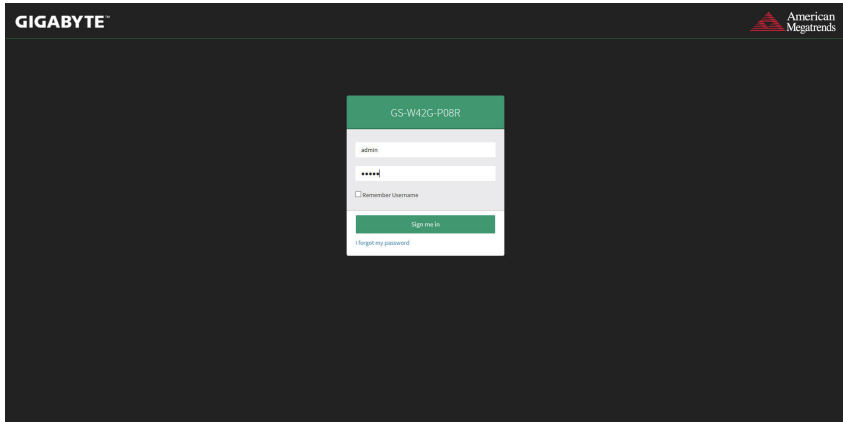 GIGABYTE™
American
Megatrends
GS-W42G-P08R
admin
•••••
Remember Username
Sign me in
I forgot my password